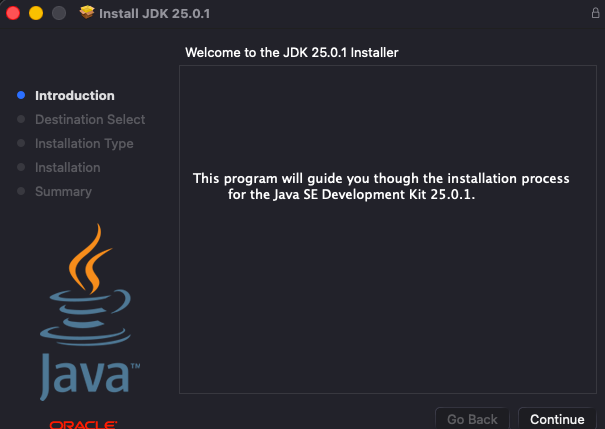 Install JDK 25.0.1
Welcome to the JDK 25.0.1 Installer
Introduction
Destination Select
Installation Type
Installation
Summary
This program will guide you though the installation process
for the Java SE Development Kit 25.0.1.
Java™
ORACLE
Go Back
Continue